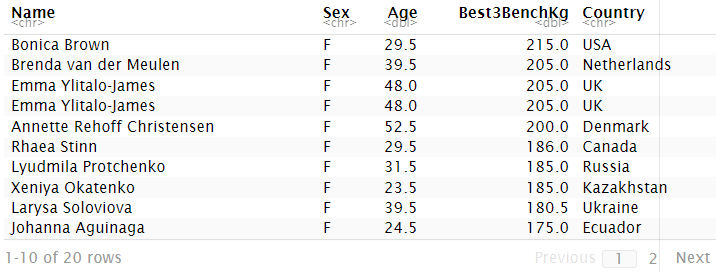 Name Sex Age Best3BenchKg Country
<chr> <chr> <dbl> <dbl> <chr>
Bonica Brown F 29.5 215.0 USA
Brenda van der Meulen F 39.5 205.0 Netherlands
Emma Ylitalo-James F 48.0 205.0 UK
Emma Ylitalo-James F 48.0 205.0 UK
Annette Rehoff Christensen F 52.5 200.0 Denmark
Rhaea Stinn F 29.5 186.0 Canada
Lyudmila Protchenko F 31.5 185.0 Russia
Xeniya Okatenko F 23.5 185.0 Kazakhstan
Larysa Soloviova F 39.5 180.5 Ukraine
Johanna Aguinaga F 24.5 175.0 Ecuador
1-10 of 20 rows Previous 1 2 Next